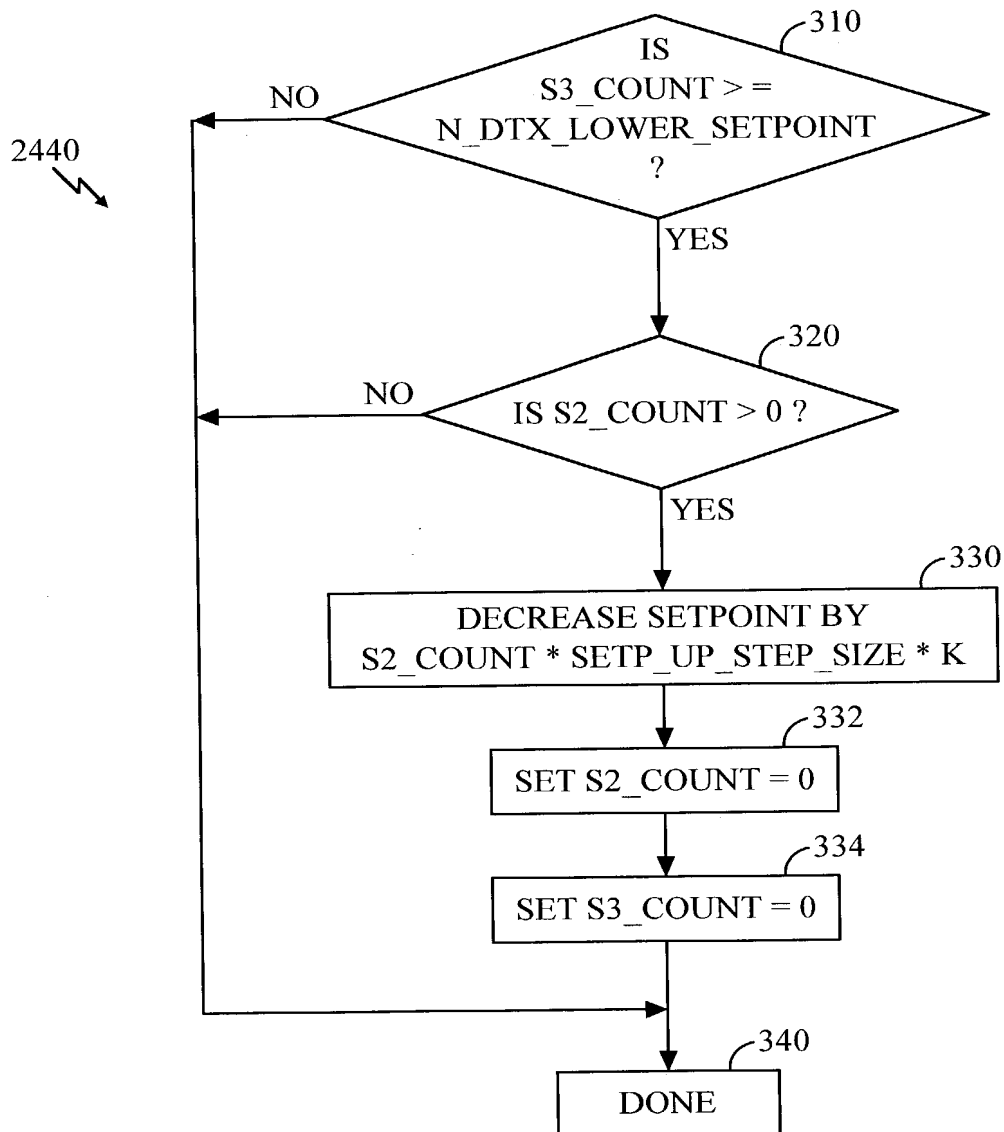 310
IS
S3_COUNT > =
N_DTX_LOWER_SETPOINT
?
NO
2440
YES
320
NO
IS S2_COUNT > 0 ?
YES
330
DECREASE SETPOINT BY
S2_COUNT * SETP_UP_STEP_SIZE * K
332
SET S2_COUNT = 0
334
SET S3_COUNT = 0
340
DONE